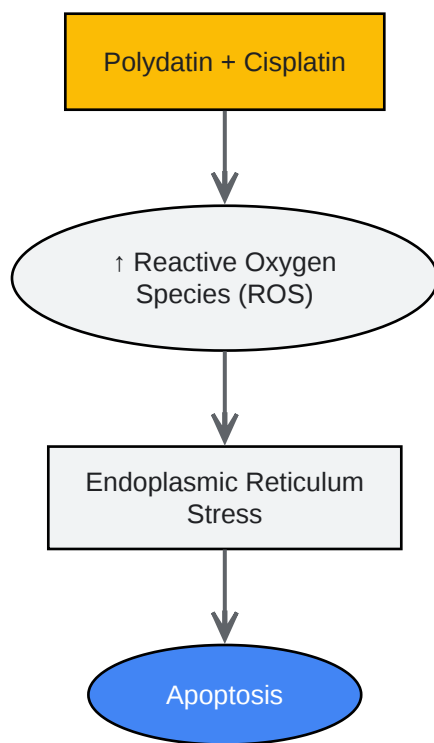 Polydatin + Cisplatin
↑ Reactive Oxygen
Species (ROS)
Endoplasmic Reticulum
Stress
Apoptosis